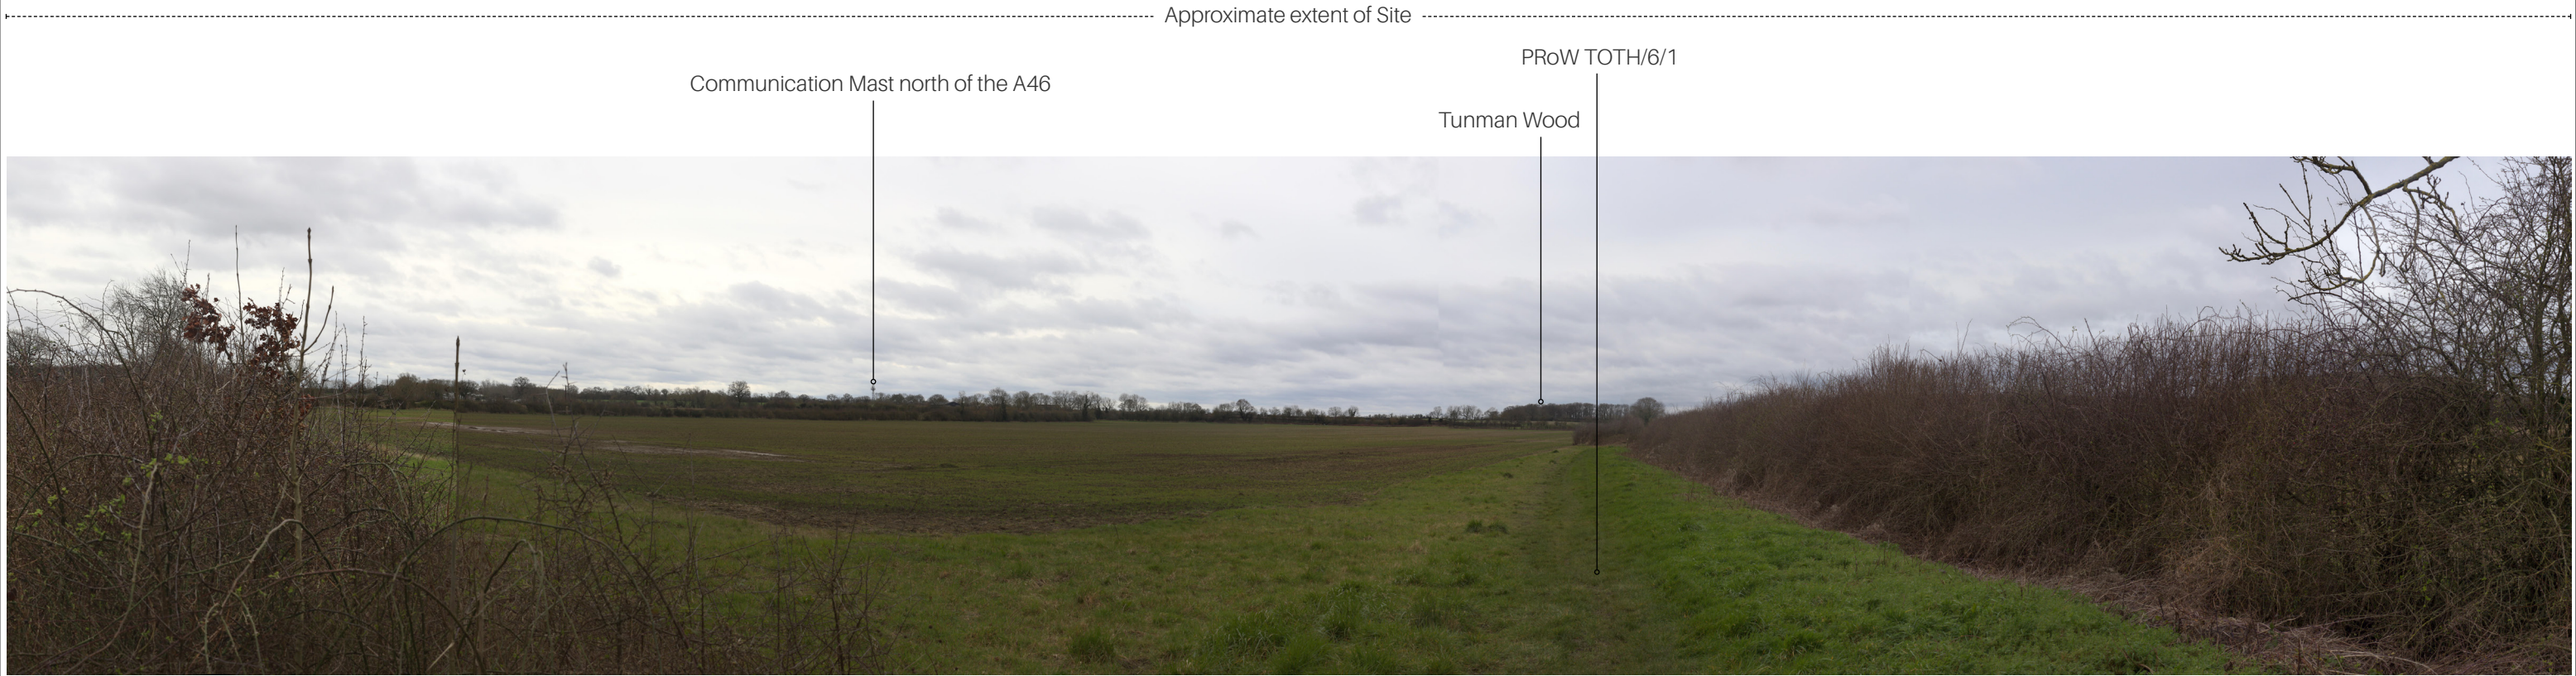 Approximate extent of Site
PRoW TOTH/6/1
Communication Mast north of the A46
Tunman Wood